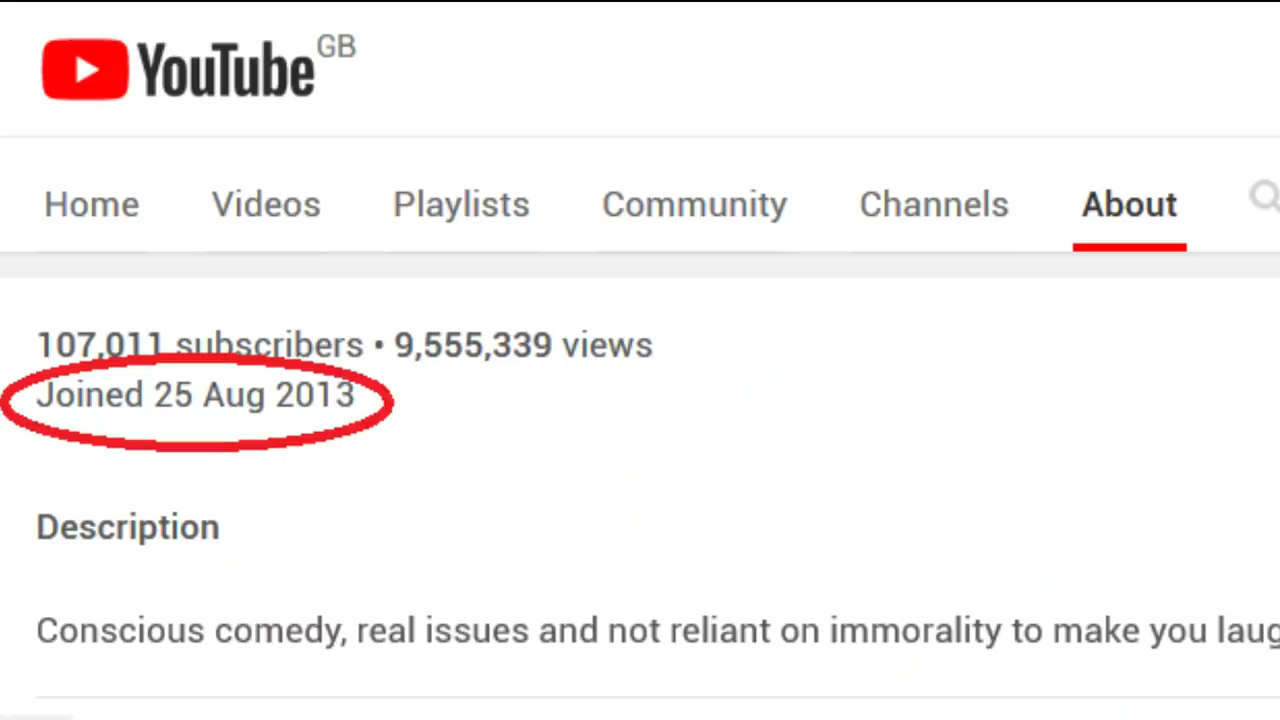 YouTube GB
Home Videos Playlists Community Channels About
107,011 subscribers • 9,555,339 views
Joined 25 Aug 2013
Description
Conscious comedy, real issues and not reliant on immorality to make you laug